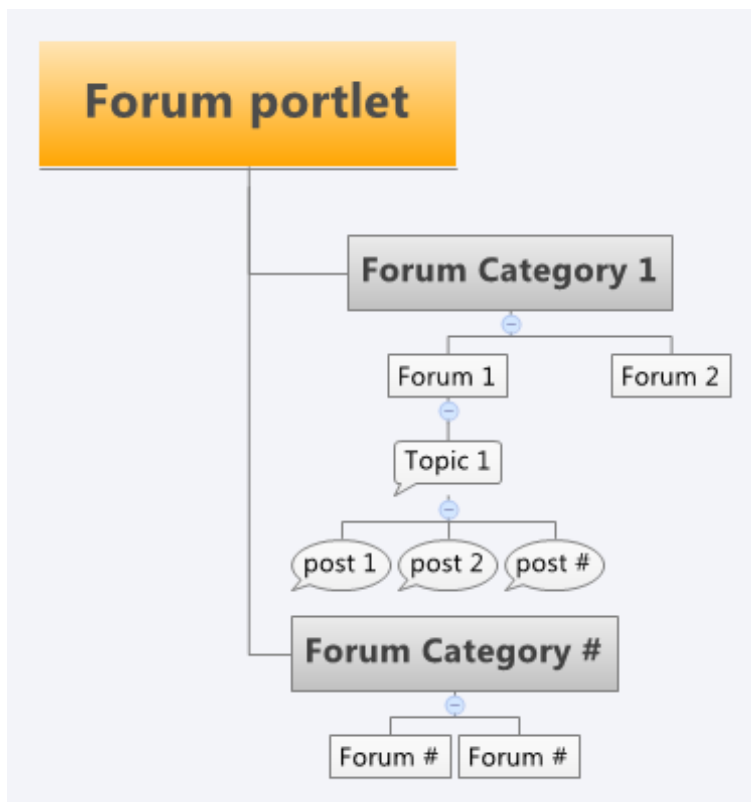 Forum portlet
Forum Category 1
Forum 1
Forum 2
Topic 1
post 1
post 2
post #
Forum Category #
Forum #
Forum #